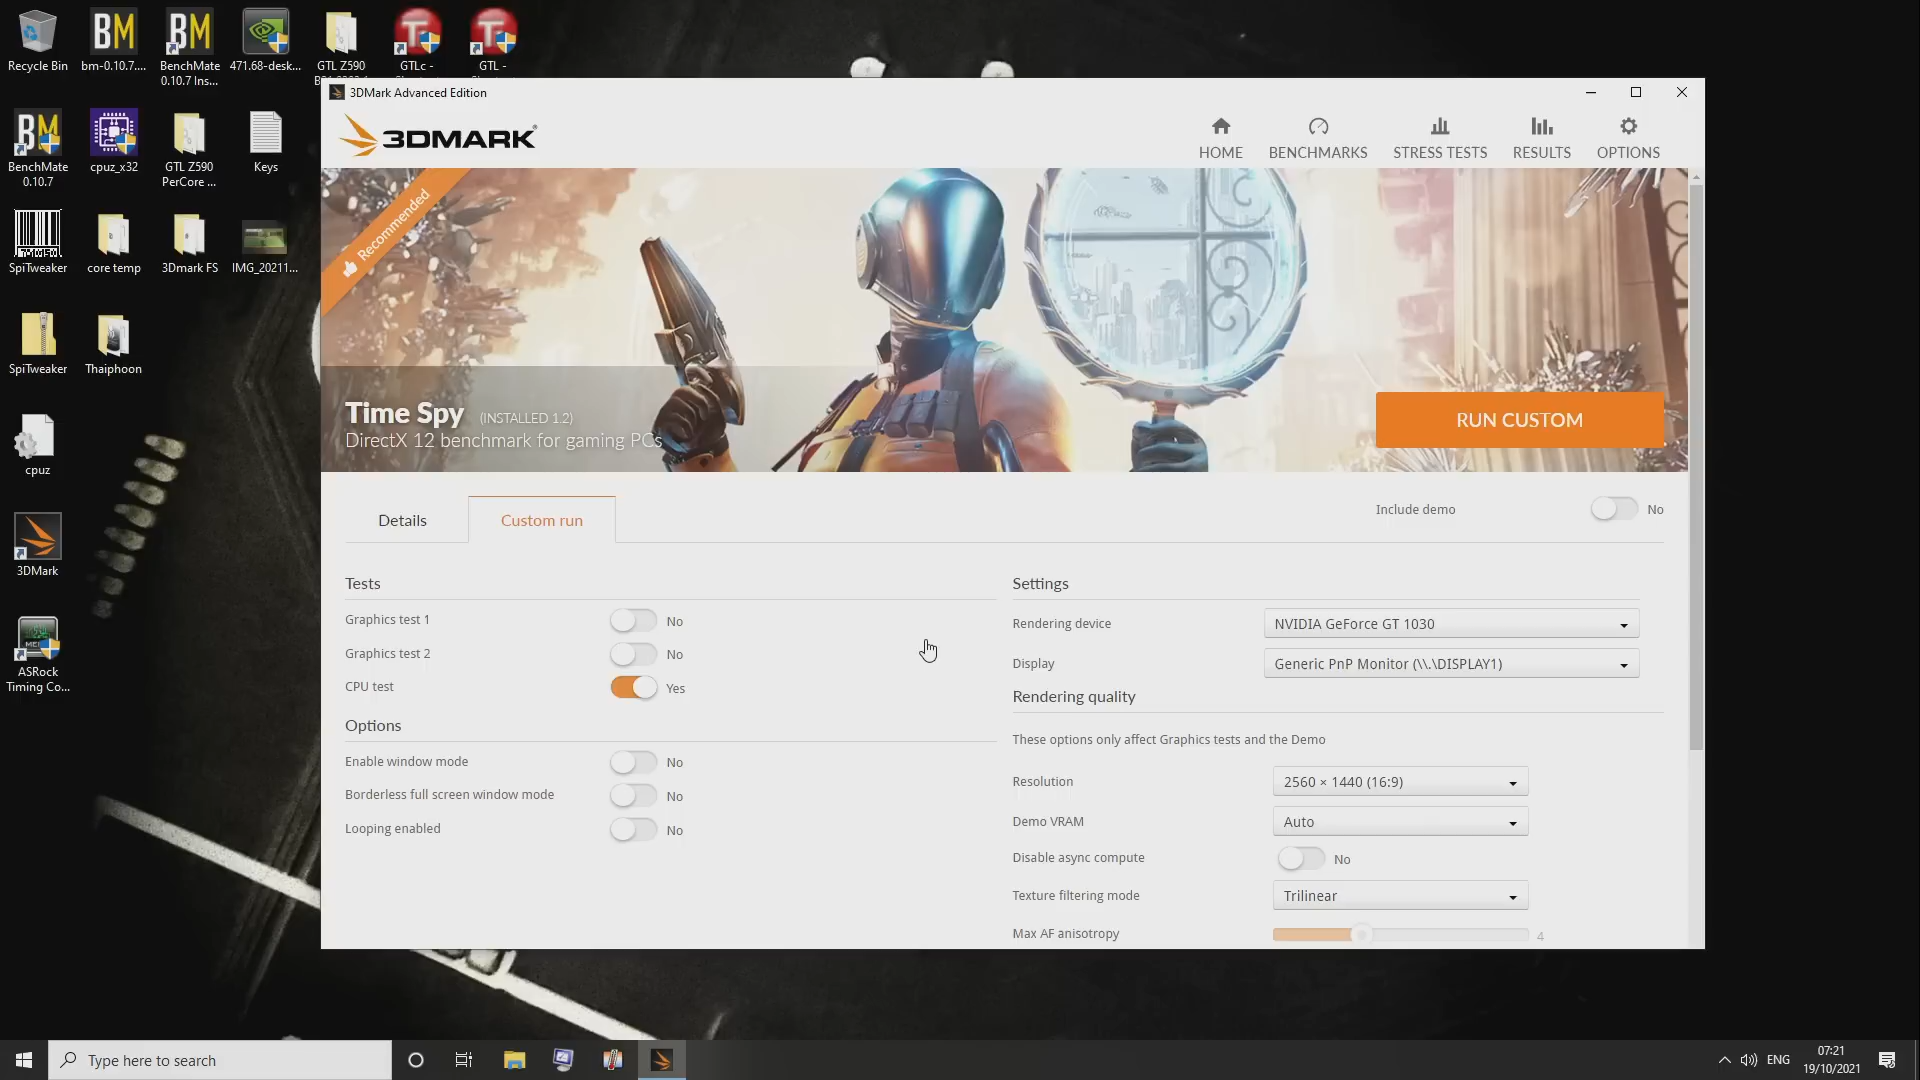 Recycle Bin
bm-0.10.7....
BenchMate
0.10.7 Ins...
471.68-desk...
GTL Z590
GTLc -
GTL -
BenchMate
0.10.7
cpuz_x32
GTL Z590
PerCore ...
Keys
SpiTweaker
core temp
3Dmark FS
IMG_20211...
SpiTweaker
Thaiphoon
cpuz
3DMark
ASRock
Timing Co...
3DMark Advanced Edition
3DMARK®
HOME
BENCHMARKS
STRESS TESTS
RESULTS
OPTIONS
Recommended
Time Spy (INSTALLED 1.2)
DirectX 12 benchmark for gaming PCs
RUN CUSTOM
Details
Custom run
Include demo No
Tests
Graphics test 1 No
Graphics test 2 No
CPU test Yes
Options
Enable window mode No
Borderless full screen window mode No
Looping enabled No
Settings
Rendering device NVIDIA GeForce GT 1030
Display Generic PnP Monitor (\\.\DISPLAY1)
Rendering quality
These options only affect Graphics tests and the Demo
Resolution 2560 × 1440 (16:9)
Demo VRAM Auto
Disable async compute No
Texture filtering mode Trilinear
Max AF anisotropy 4
Type here to search
ENG
07:21
19/10/2021